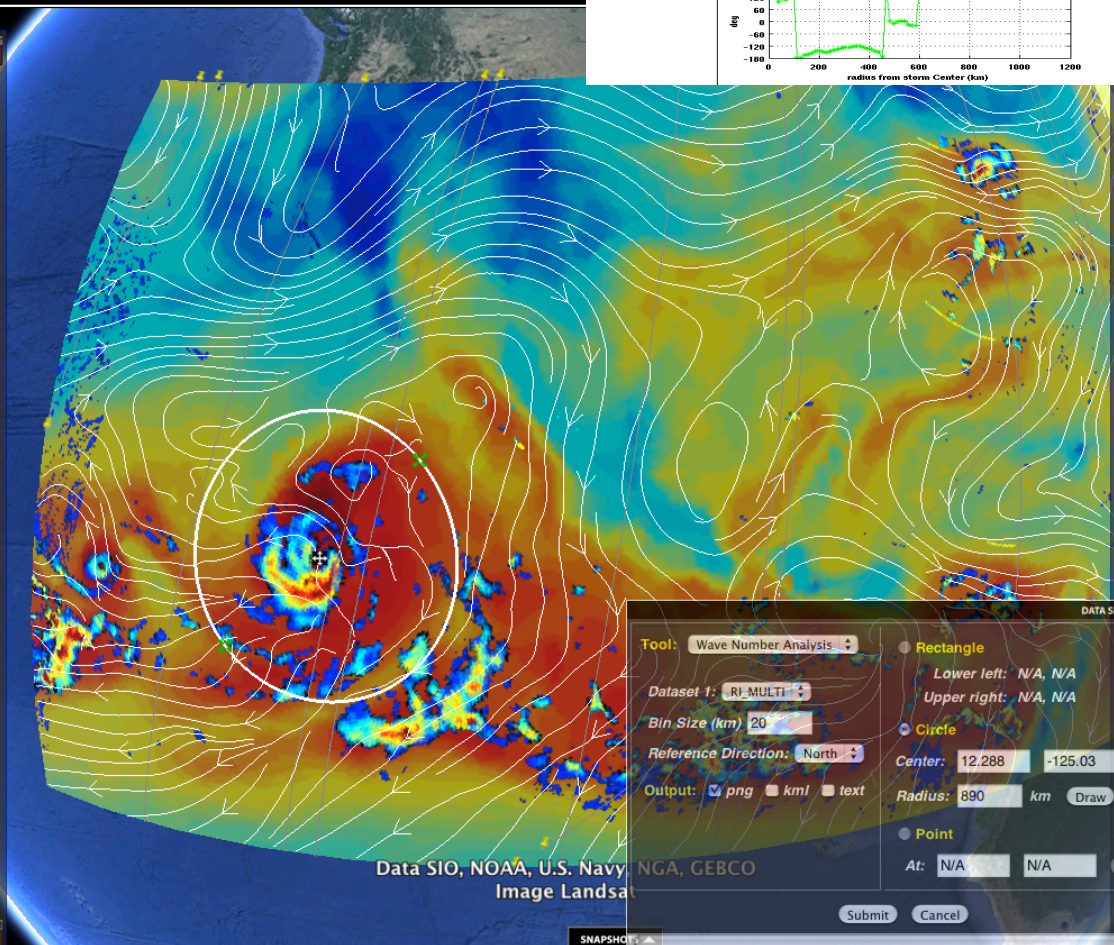 60
0
-60
-120
-180
deg
0 200 400 600 800 1000 1200
radius from storm Center (km)
Tool: Wave Number Analysis
Dataset 1: RI_MULTI
Bin Size (km) 20
Reference Direction: North
Output: png kml text
Rectangle
Lower left: N/A, N/A
Upper right: N/A, N/A
Circle
Center: 12.288 -125.03
Radius: 890 km Draw
Point
At: N/A N/A
Submit Cancel
Data SIO, NOAA, U.S. Navy, NGA, GEBCO
Image Landsat
SNAPSHOTS